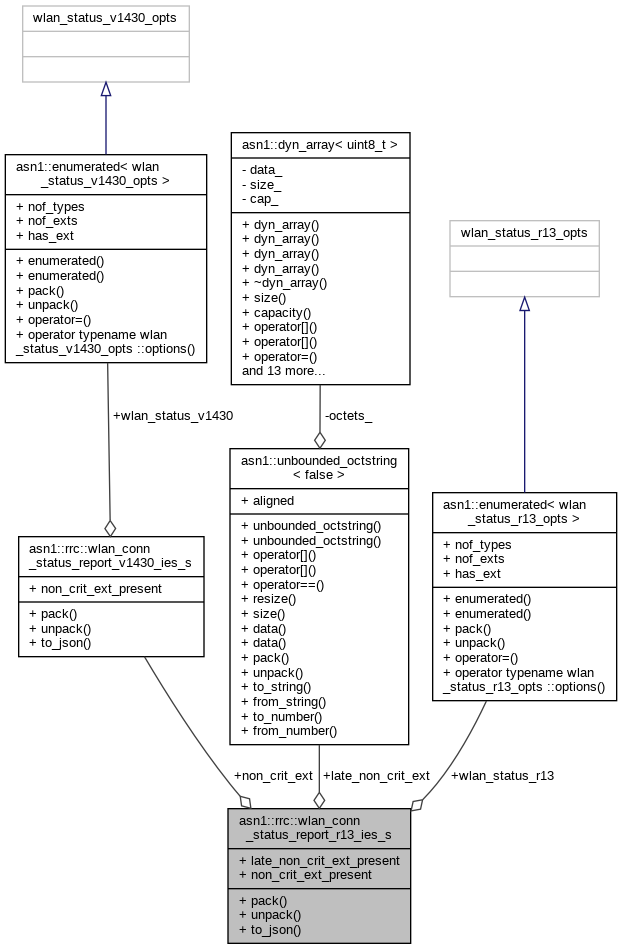 wlan_status_v1430_opts
asn1::enumerated< wlan
_status_v1430_opts >
+ nof_types
+ nof_exts
+ has_ext
+ enumerated()
+ enumerated()
+ pack()
+ unpack()
+ operator=()
+ operator typename wlan
_status_v1430_opts ::options()
asn1::dyn_array< uint8_t >
- data_
- size_
- cap_
+ dyn_array()
+ dyn_array()
+ dyn_array()
+ dyn_array()
+ ~dyn_array()
+ size()
+ capacity()
+ operator[]()
+ operator[]()
+ operator=()
and 13 more...
wlan_status_r13_opts
+wlan_status_v1430
-octets_
asn1::rrc::wlan_conn
_status_report_v1430_ies_s
+ non_crit_ext_present
+ pack()
+ unpack()
+ to_json()
asn1::unbounded_octstring
< false >
+ aligned
+ unbounded_octstring()
+ unbounded_octstring()
+ operator[]()
+ operator[]()
+ operator==()
+ resize()
+ size()
+ data()
+ data()
+ pack()
+ unpack()
+ to_string()
+ from_string()
+ to_number()
+ from_number()
asn1::enumerated< wlan
_status_r13_opts >
+ nof_types
+ nof_exts
+ has_ext
+ enumerated()
+ enumerated()
+ pack()
+ unpack()
+ operator=()
+ operator typename wlan
_status_r13_opts ::options()
+non_crit_ext
+late_non_crit_ext
+wlan_status_r13
asn1::rrc::wlan_conn
_status_report_r13_ies_s
+ late_non_crit_ext_present
+ non_crit_ext_present
+ pack()
+ unpack()
+ to_json()